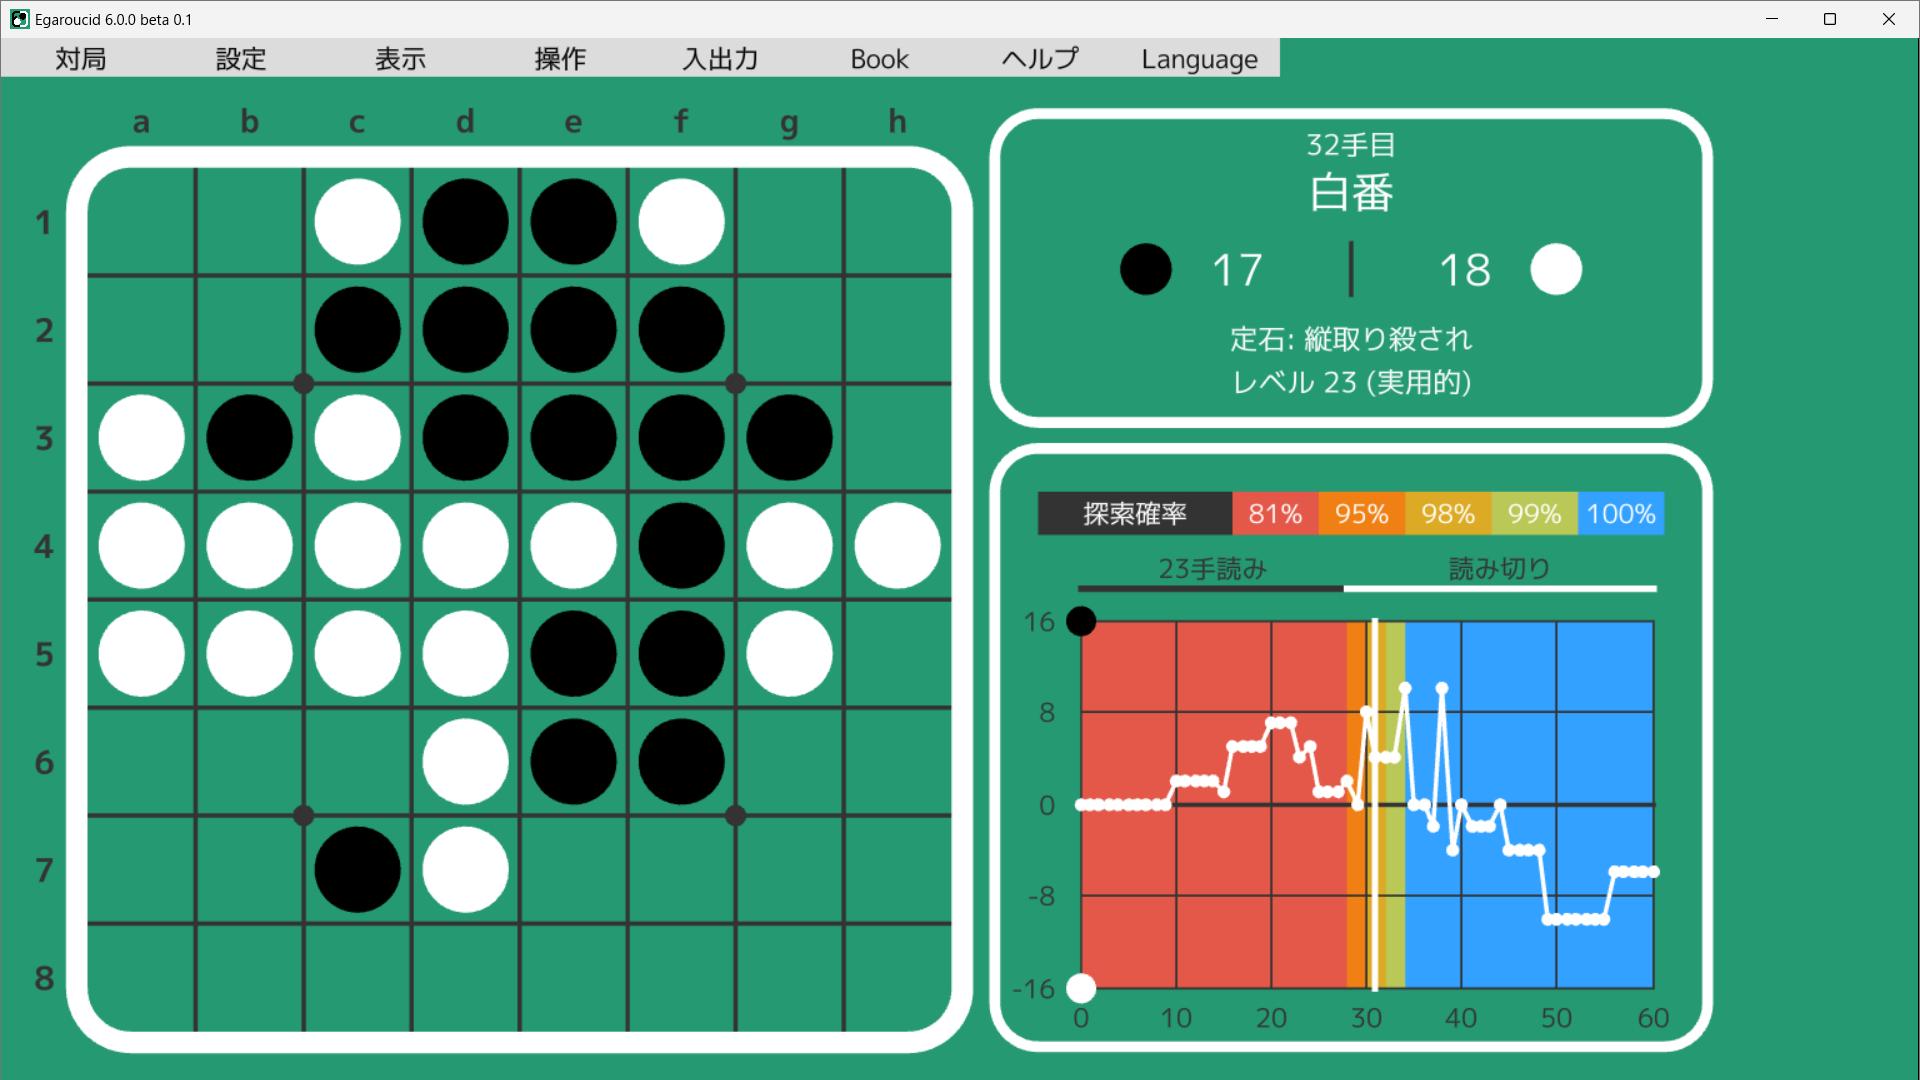 Egaroucid 6.0.0 beta 0.1
対局 設定 表示 操作 入出力 Book ヘルプ Language
a b c d e f g h
1
2
3
4
5
6
7
8
32手目
白番
17 18
定石: 縦取り殺され
レベル 23 (実用的)
探索確率 81% 95% 98% 99% 100%
23手読み 読み切り
16
8
0
-8
-16
0 10 20 30 40 50 60